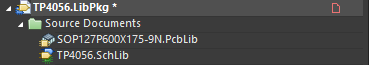 TP4056.LibPkg *
Source Documents
SOP127P600X175-9N.PcbLib
TP4056.SchLib